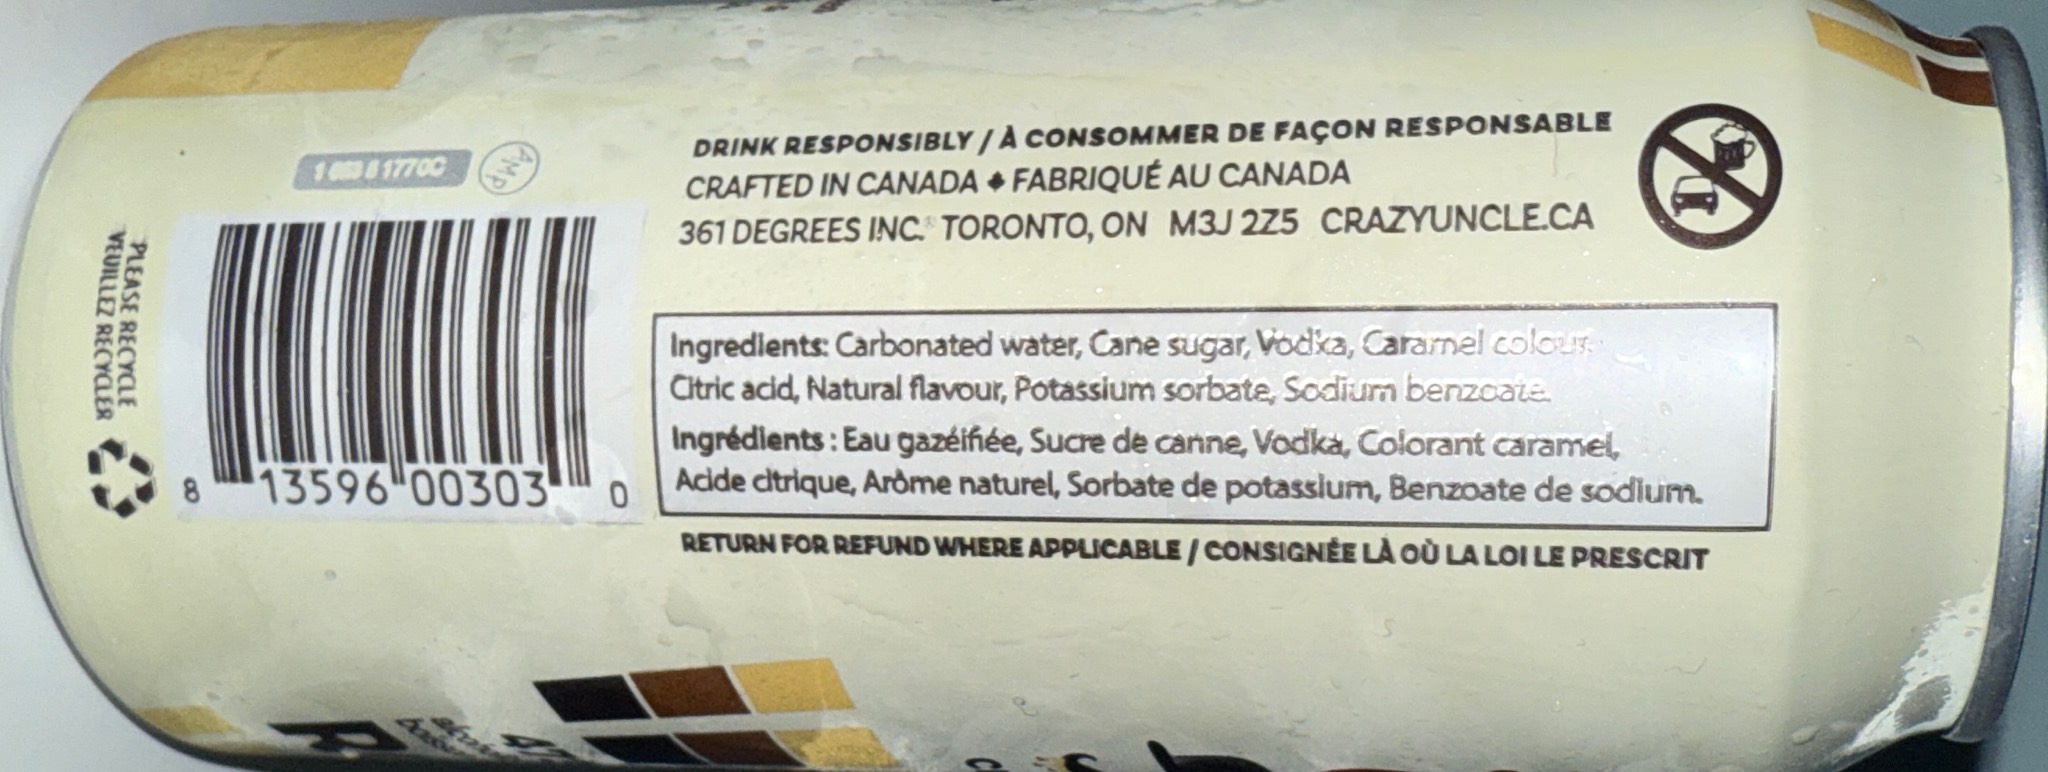 DRINK RESPONSIBLY / À CONSOMMER DE FAÇON RESPONSABLE
CRAFTED IN CANADA FABRIQUÉ AU CANADA
361 DEGREES INC.® TORONTO, ON M3J 2Z5 CRAZYUNCLE.CA
Ingredients: Carbonated water, Cane sugar, Vodka, Caramel colour,
Citric acid, Natural flavour, Potassium sorbate, Sodium benzoate.
Ingrédients : Eau gazéifiée, Sucre de canne, Vodka, Colorant caramel,
Acide citrique, Arôme naturel, Sorbate de potassium, Benzoate de sodium.
RETURN FOR REFUND WHERE APPLICABLE / CONSIGNÉE LÀ OÙ LA LOI LE PRESCRIT
AMP
8 13596 00303 0
PLEASE RECYCLE
VEUILLEZ RECYCLER
47
R